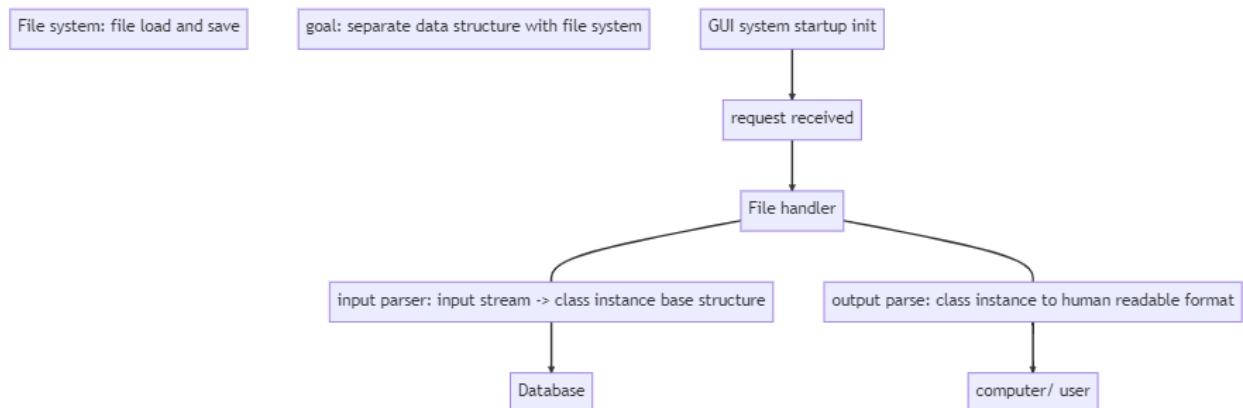 File system: file load and save
goal: separate data structure with file system
GUI system startup init
request received
File handler
input parser: input stream -> class instance base structure
output parse: class instance to human readable format
Database
computer/ user